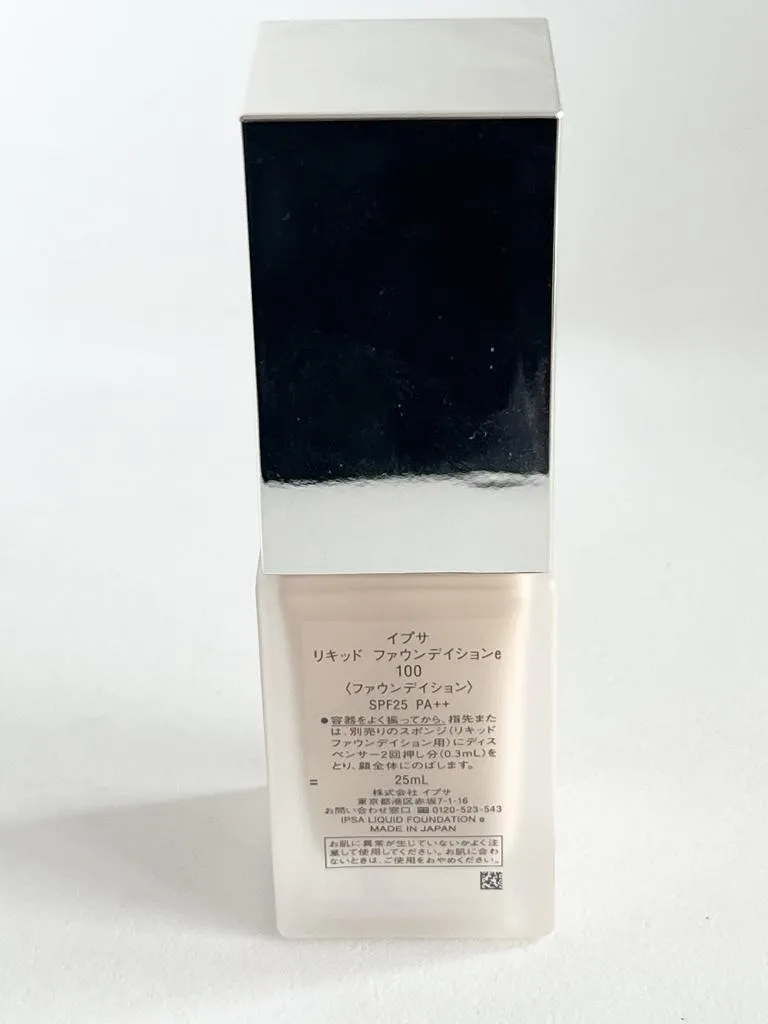 イプサ
リキッド ファウンデイションe
100
〈ファウンデイション〉
SPF25 PA++
●容器をよく振ってから、指先また
は、別売りのスポンジ(リキッド
ファウンデイション用)にディス
ペンサー2回押し分(0.3mL)を
とり、顔全体にのばします。
= 25mL
株式会社 イプサ
東京都港区赤坂7-1-16
お問い合わせ窓口 0120-523-543
IPSA LIQUID FOUNDATION e
MADE IN JAPAN
お肌に異常が生じていないかよく注
意して使用してください。お肌に合わ
ないときは、ご使用をおやめください。